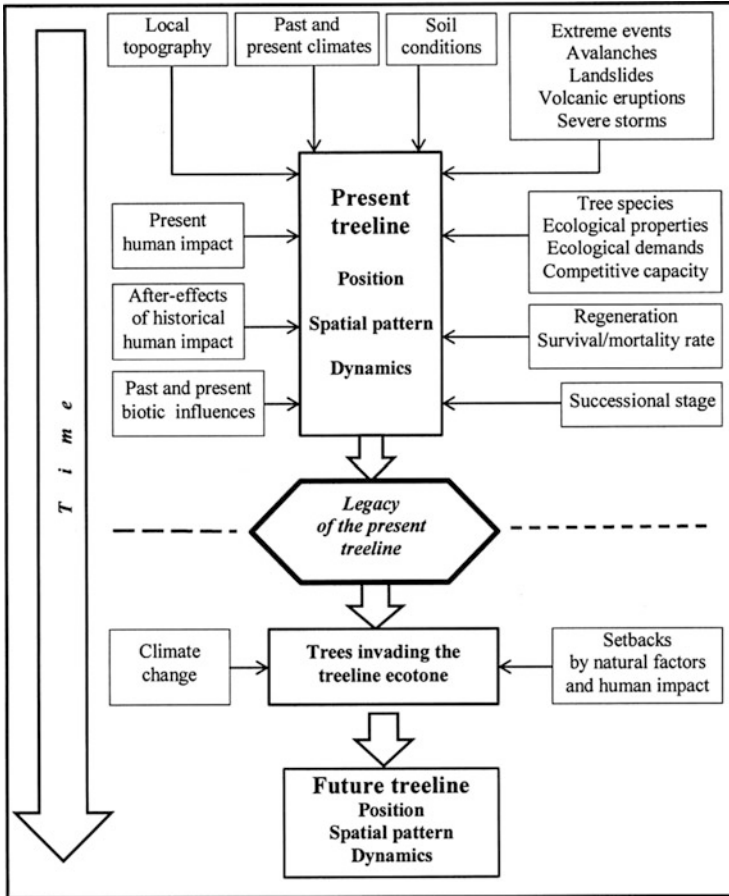 Local
topography
Past and
present climates
Soil
conditions
Extreme events
Avalanches
Landslides
Volcanic eruptions
Severe storms
Present
treeline
Position
Spatial pattern
Dynamics
Present
human impact
After-effects
of historical
human impact
Past and present
biotic influences
Tree species
Ecological properties
Ecological demands
Competitive capacity
Regeneration
Survival/mortality rate
Successional stage
Time
Legacy
of the present
treeline
Climate
change
Trees invading the
treeline ecotone
Setbacks
by natural factors
and human impact
Future treeline
Position
Spatial pattern
Dynamics